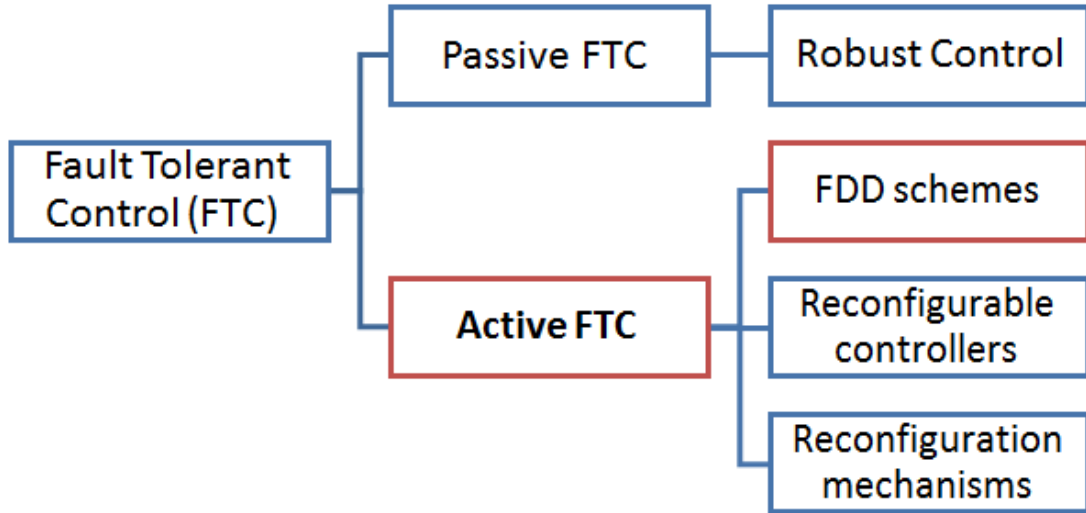 Passive FTC
Robust Control
Fault Tolerant
Control (FTC)
FDD schemes
Active FTC
Reconfigurable
controllers
Reconfiguration
mechanisms